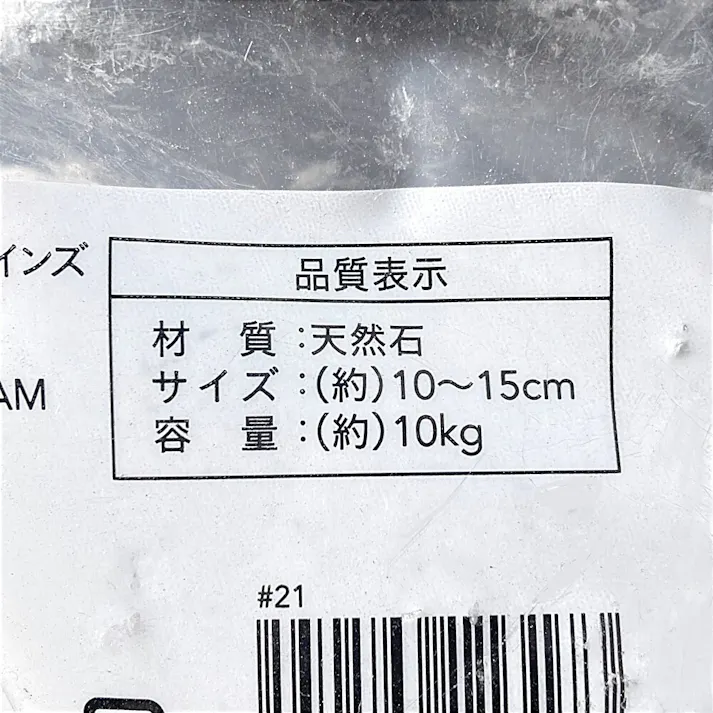 インズ
品質表示
材 質:天然石
サイズ:(約)10〜15cm
容 量:(約)10kg
AM
#21